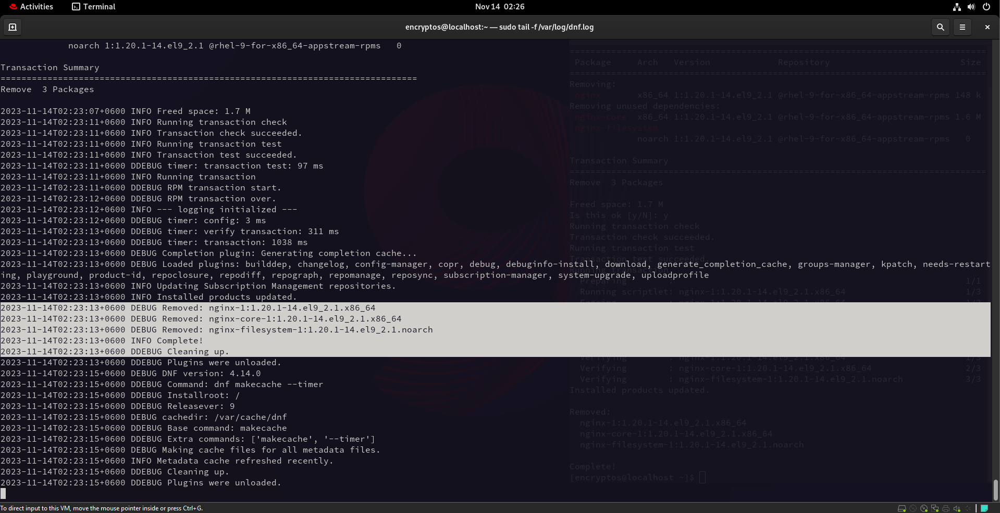 Activities
Terminal
Nov 14 02:26
encryptos@localhost:~ — sudo tail -f /var/log/dnf.log
noarch 1:1.20.1-14.el9_2.1 @rhel-9-for-x86_64-appstream-rpms   0
Transaction Summary
================================================================================
Remove  3 Packages
2023-11-14T02:23:07+0600 INFO Freed space: 1.7 M
2023-11-14T02:23:11+0600 INFO Running transaction check
2023-11-14T02:23:11+0600 INFO Transaction check succeeded.
2023-11-14T02:23:11+0600 INFO Running transaction test
2023-11-14T02:23:11+0600 INFO Transaction test succeeded.
2023-11-14T02:23:11+0600 DDEBUG timer: transaction test: 97 ms
2023-11-14T02:23:11+0600 INFO Running transaction
2023-11-14T02:23:11+0600 DDEBUG RPM transaction start.
2023-11-14T02:23:12+0600 DDEBUG RPM transaction over.
2023-11-14T02:23:12+0600 INFO --- logging initialized ---
2023-11-14T02:23:12+0600 DDEBUG timer: config: 3 ms
2023-11-14T02:23:13+0600 DDEBUG timer: verify transaction: 311 ms
2023-11-14T02:23:13+0600 DDEBUG timer: transaction: 1038 ms
2023-11-14T02:23:13+0600 DEBUG Completion plugin: Generating completion cache...
2023-11-14T02:23:13+0600 DEBUG Loaded plugins: builddep, changelog, config-manager, copr, debug, debuginfo-install, download, generate_completion_cache, groups-manager, kpatch, needs-restart
ing, playground, product-id, repoclosure, repodiff, repograph, repomanage, reposync, subscription-manager, system-upgrade, uploadprofile
2023-11-14T02:23:13+0600 INFO Updating Subscription Management repositories.
2023-11-14T02:23:13+0600 INFO Installed products updated.
2023-11-14T02:23:13+0600 DEBUG Removed: nginx-1:1.20.1-14.el9_2.1.x86_64
2023-11-14T02:23:13+0600 DEBUG Removed: nginx-core-1:1.20.1-14.el9_2.1.x86_64
2023-11-14T02:23:13+0600 DEBUG Removed: nginx-filesystem-1:1.20.1-14.el9_2.1.noarch
2023-11-14T02:23:13+0600 INFO Complete!
2023-11-14T02:23:13+0600 DDEBUG Cleaning up.
2023-11-14T02:23:13+0600 DDEBUG Plugins were unloaded.
2023-11-14T02:23:15+0600 DEBUG DNF version: 4.14.0
2023-11-14T02:23:15+0600 DDEBUG Command: dnf makecache --timer
2023-11-14T02:23:15+0600 DDEBUG Installroot: /
2023-11-14T02:23:15+0600 DDEBUG Releasever: 9
2023-11-14T02:23:15+0600 DEBUG cachedir: /var/cache/dnf
2023-11-14T02:23:15+0600 DDEBUG Base command: makecache
2023-11-14T02:23:15+0600 DDEBUG Extra commands: ['makecache', '--timer']
2023-11-14T02:23:15+0600 DEBUG Making cache files for all metadata files.
2023-11-14T02:23:15+0600 INFO Metadata cache refreshed recently.
2023-11-14T02:23:15+0600 DDEBUG Cleaning up.
2023-11-14T02:23:15+0600 DDEBUG Plugins were unloaded.
================================================================================
Package     Arch   Version             Repository                         Size
================================================================================
Removing:
nginx       x86_64 1:1.20.1-14.el9_2.1 @rhel-9-for-x86_64-appstream-rpms 148 k
Removing unused dependencies:
nginx-core  x86_64 1:1.20.1-14.el9_2.1 @rhel-9-for-x86_64-appstream-rpms 1.6 M
nginx-filesystem
noarch 1:1.20.1-14.el9_2.1 @rhel-9-for-x86_64-appstream-rpms   0
Transaction Summary
================================================================================
Remove  3 Packages
Freed space: 1.7 M
Is this ok [y/N]: y
Running transaction check
Transaction check succeeded.
Running transaction test
Transaction test succeeded.
Running transaction
Preparing        :                                                        1/1
Running scriptlet: nginx-1:1.20.1-14.el9_2.1.x86_64                       1/3
Verifying        : nginx-1:1.20.1-14.el9_2.1.x86_64                       1/3
Verifying        : nginx-core-1:1.20.1-14.el9_2.1.x86_64                  2/3
Verifying        : nginx-filesystem-1:1.20.1-14.el9_2.1.noarch            3/3
Installed products updated.
Removed:
nginx-1:1.20.1-14.el9_2.1.x86_64
nginx-core-1:1.20.1-14.el9_2.1.x86_64
nginx-filesystem-1:1.20.1-14.el9_2.1.noarch
Complete!
[encryptos@localhost ~]$
To direct input to this VM, move the mouse pointer inside or press Ctrl+G.